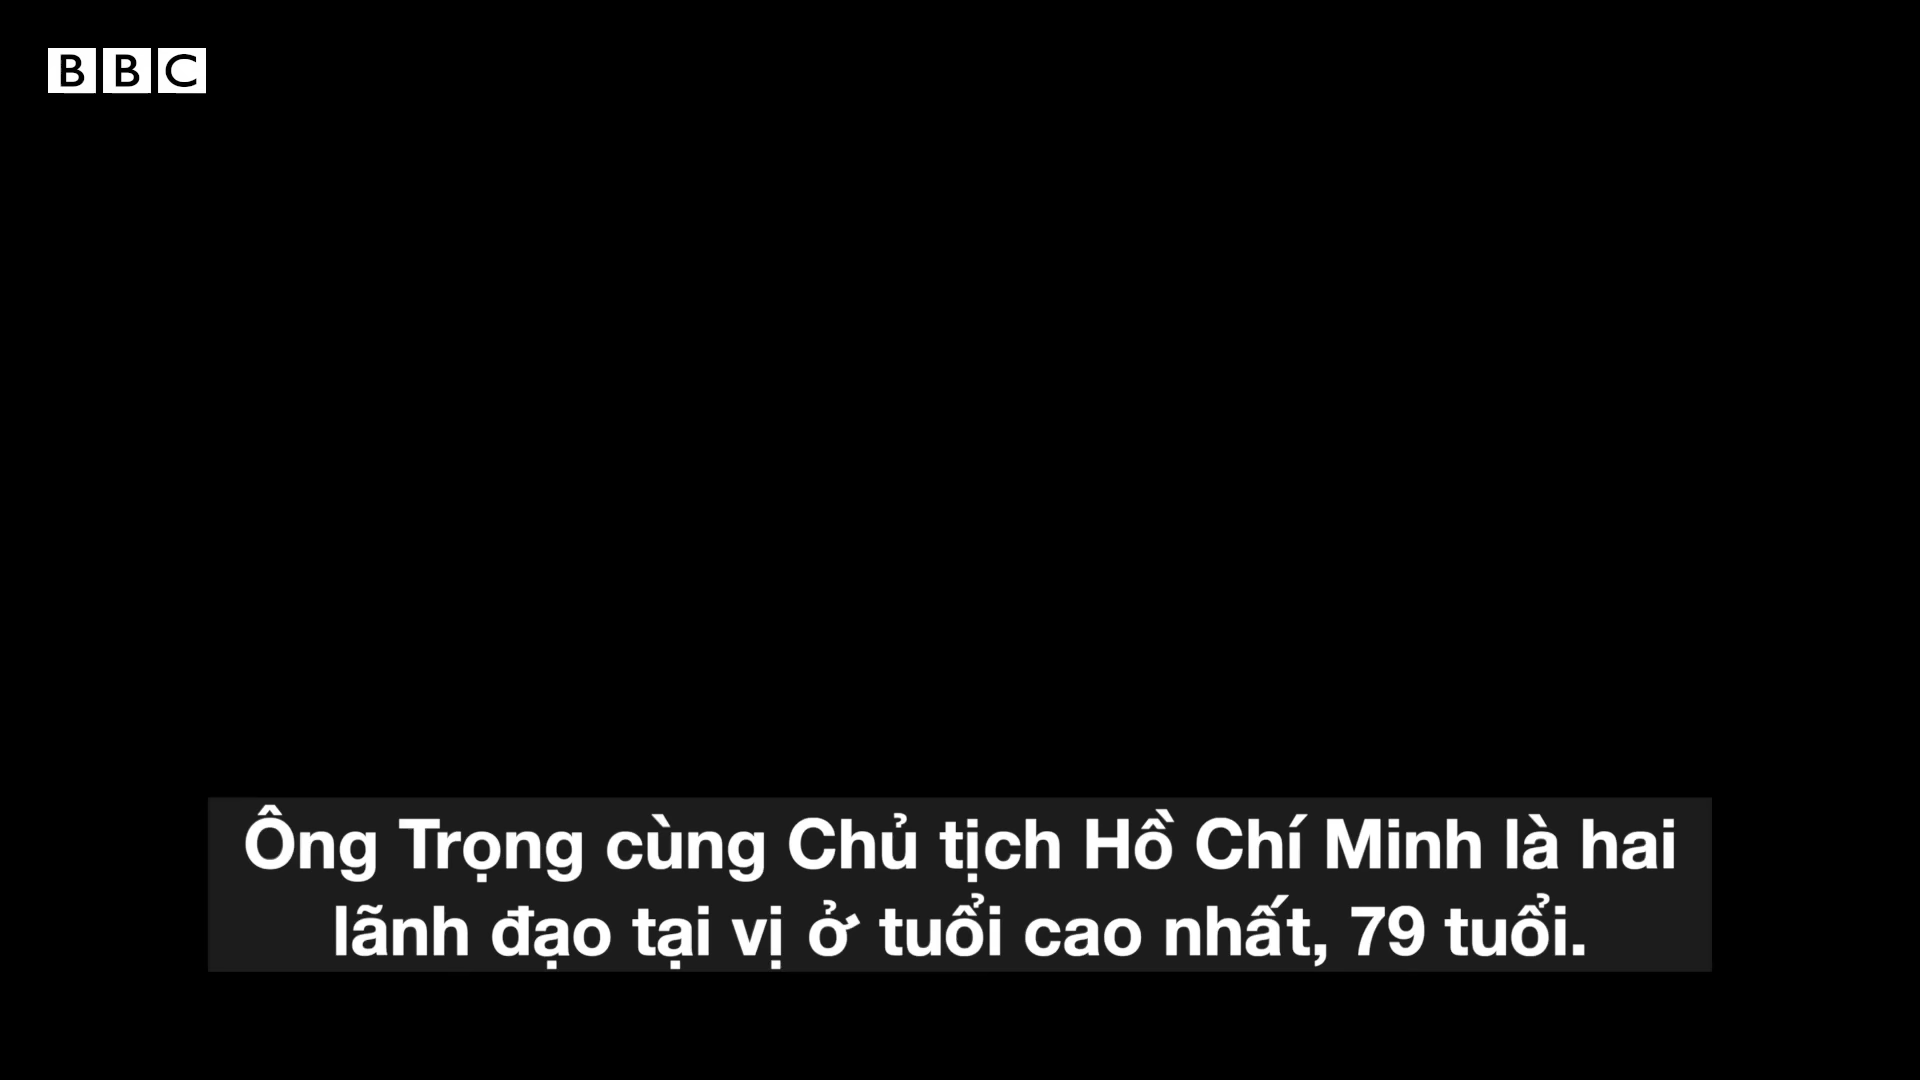 BBC
Ông Trọng cùng Chủ tịch Hồ Chí Minh là hai
lãnh đạo tại vị ở tuổi cao nhất, 79 tuổi.